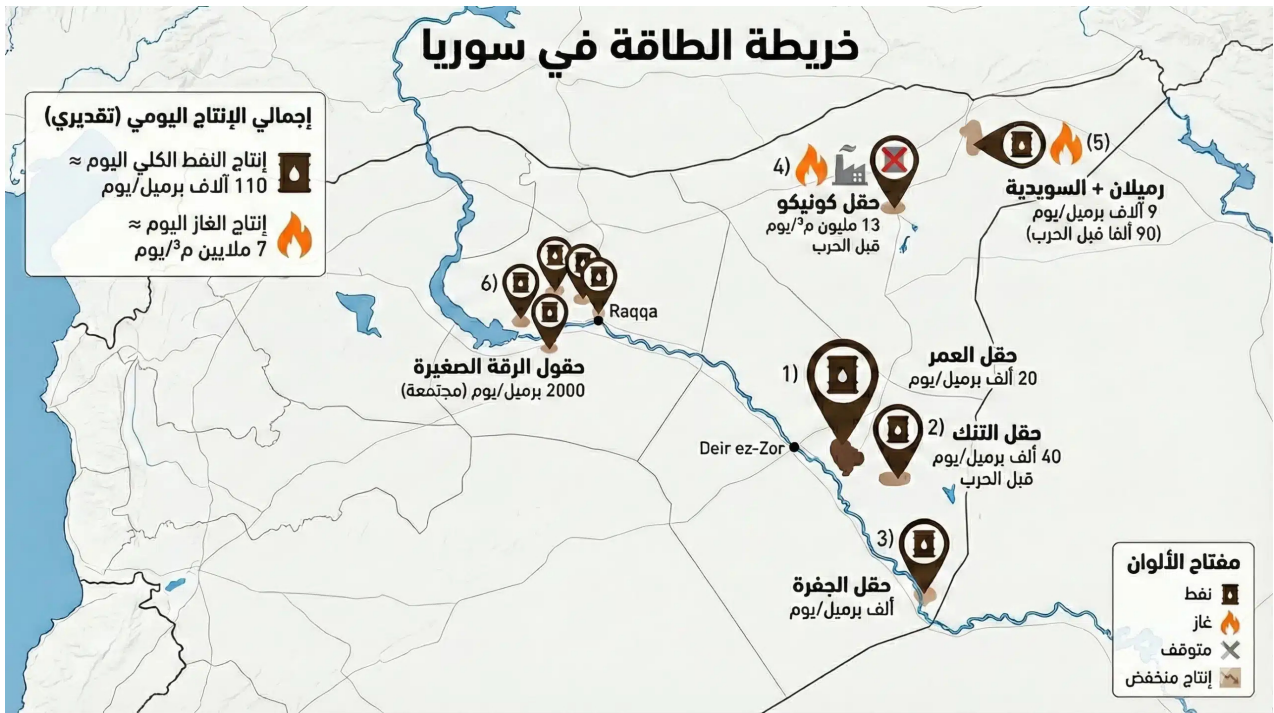 خريطة الطاقة في سوريا
إجمالي الإنتاج اليومي (تقديري)
إنتاج النفط الكلي اليوم ≈
110 آلاف برميل/يوم
إنتاج الغاز اليوم ≈
7 ملايين م³/يوم
(5)
رميلان + السويدية
9 آلاف برميل/يوم
(90 ألفا قبل الحرب)
4)
حقل كونيكو
13 مليون م³/يوم
قبل الحرب
6)
Raqqa
حقول الرقة الصغيرة
2000 برميل/يوم (مجتمعة)
1)
حقل العمر
20 ألف برميل/يوم
2)
حقل التنك
40 ألف برميل/يوم
قبل الحرب
Deir ez-Zor
3)
حقل الجفرة
ألف برميل/يوم
مفتاح الألوان
نفط
غاز
متوقف
إنتاج منخفض